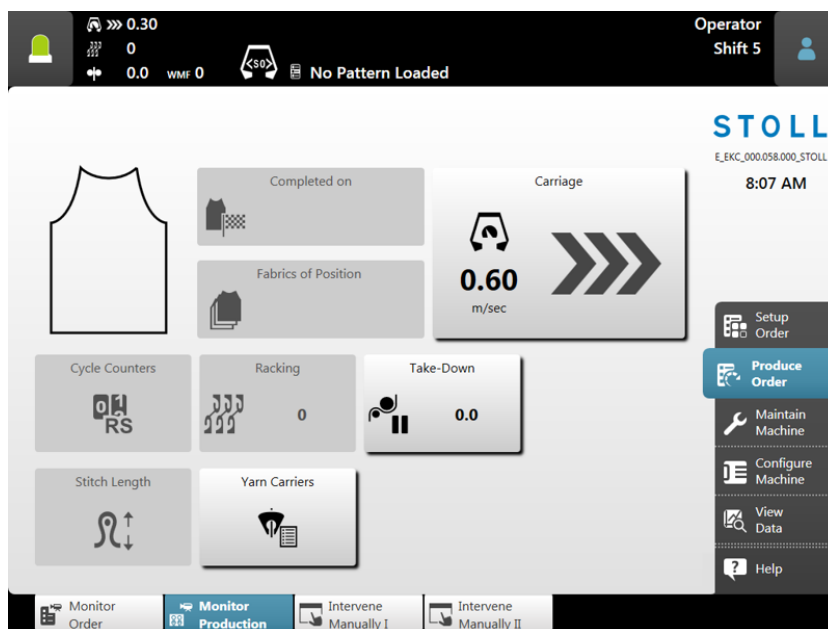 >>> 0.30
0
0.0 WMF 0
<SO>
No Pattern Loaded
Operator
Shift 5
STOLL
E_EKC_000.058.000_STOLL
8:07 AM
Completed on
Carriage
0.60
m/sec
Fabrics of Position
Cycle Counters
01
RS
Racking
0
Take-Down
0.0
Stitch Length
Yarn Carriers
Setup
Order
Produce
Order
Maintain
Machine
Configure
Machine
View
Data
? Help
Monitor
Order
Monitor
Production
Intervene
Manually I
Intervene
Manually II